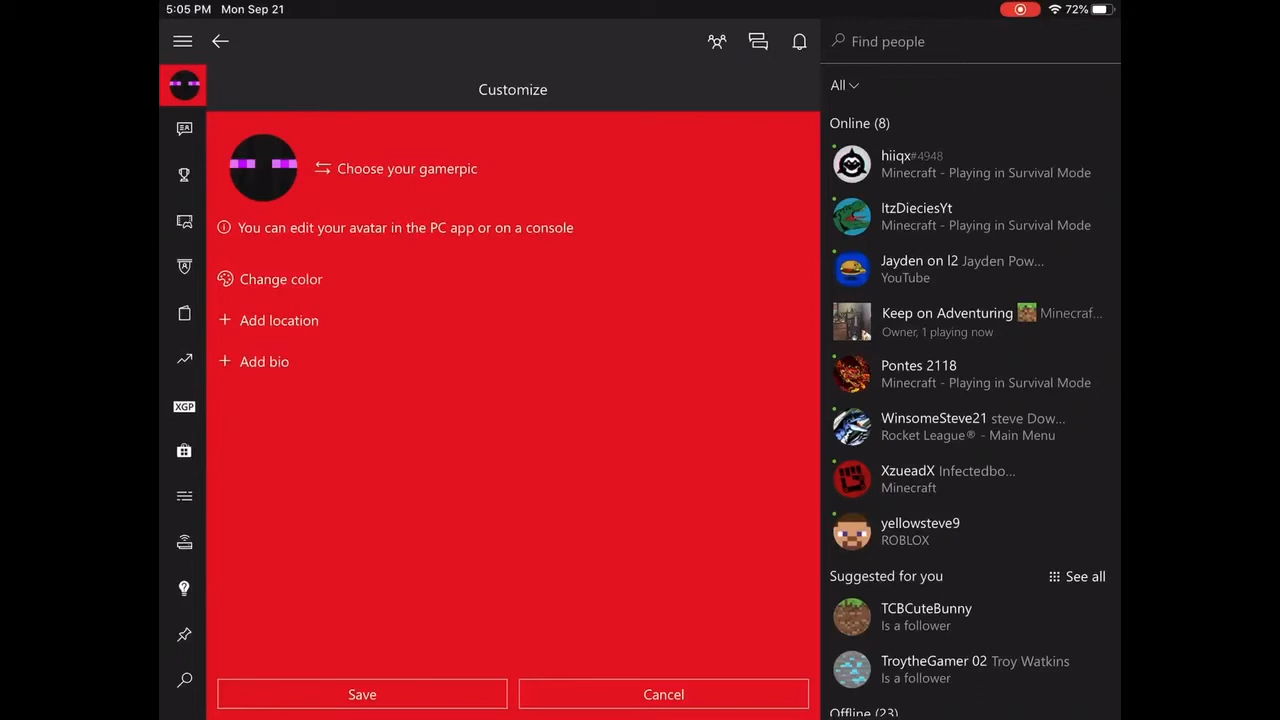 5:05 PM Mon Sep 21
72%
Find people
Customize
All
Choose your gamerpic
Online (8)
hiiqx#4948
Minecraft - Playing in Survival Mode
You can edit your avatar in the PC app or on a console
ItzDieciesYt
Minecraft - Playing in Survival Mode
Change color
Jayden on l2 Jayden Pow...
YouTube
Add location
Keep on Adventuring Minecraf...
Owner, 1 playing now
Add bio
Pontes 2118
Minecraft - Playing in Survival Mode
XGP
WinsomeSteve21 steve Dow...
Rocket League® - Main Menu
XzueadX Infectedbo...
Minecraft
yellowsteve9
ROBLOX
Suggested for you See all
TCBCuteBunny
Is a follower
TroytheGamer 02 Troy Watkins
Is a follower
Save Cancel
Offline (23)